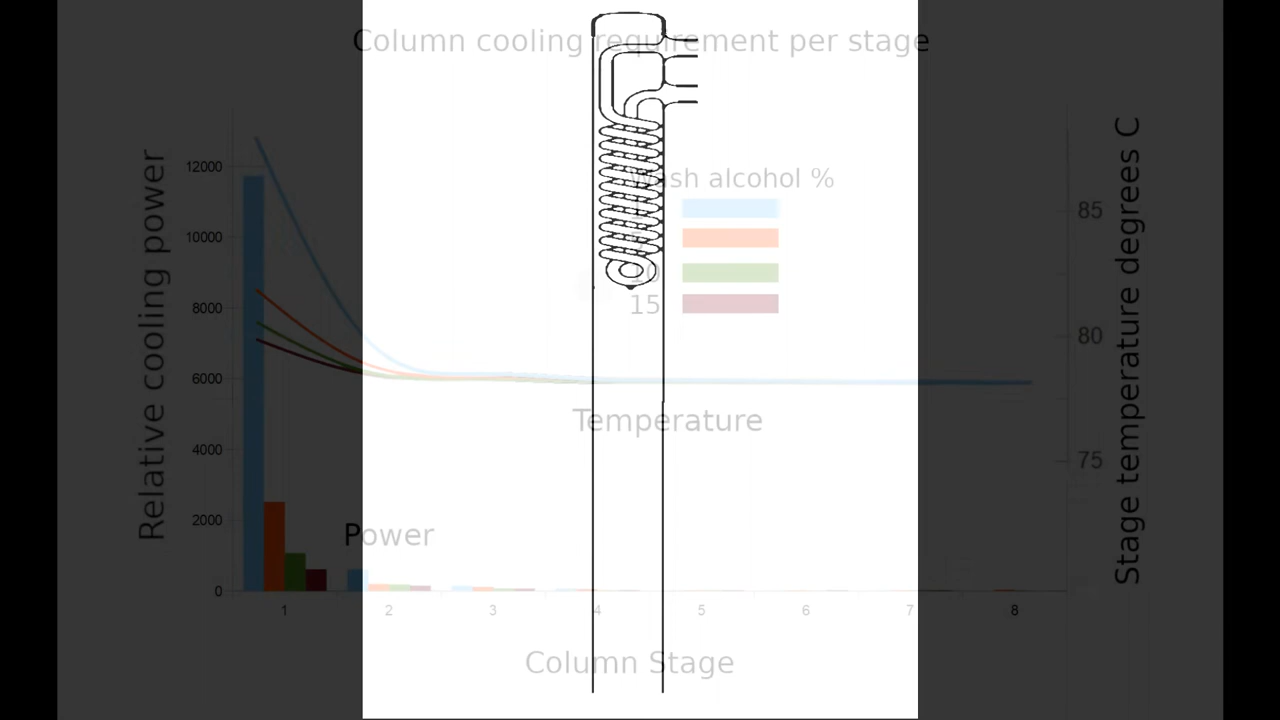 Column cooling requirement per stage
Relative cooling power
12000
10000
8000
6000
4000
2000
0
Wash alcohol %
10
15
Temperature
Power
1
2
3
4
5
6
7
8
Column Stage
85
80
75
Stage temperature degrees C